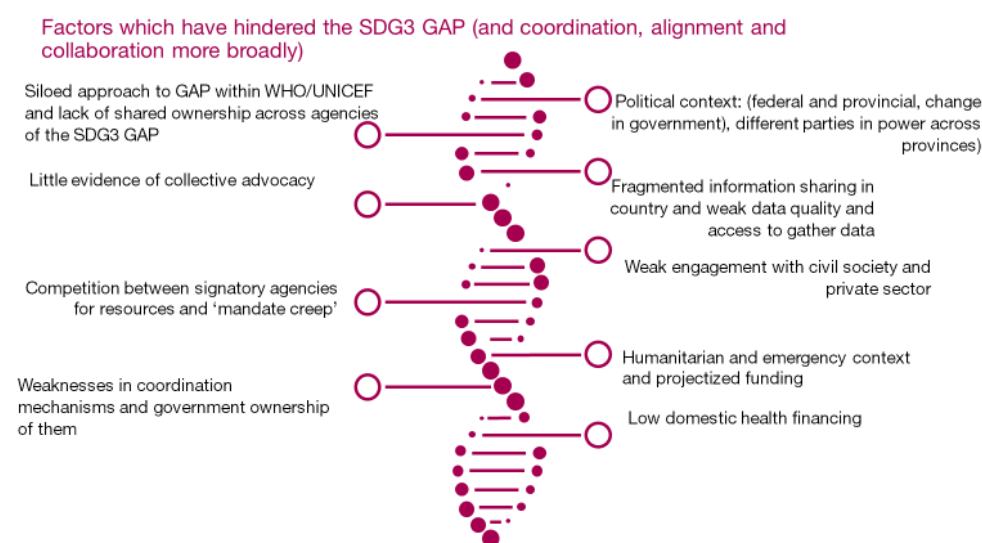 Factors which have hindered the SDG3 GAP (and coordination, alignment and
collaboration more broadly)
Siloed approach to GAP within WHO/UNICEF
and lack of shared ownership across agencies
of the SDG3 GAP
Little evidence of collective advocacy
Competition between signatory agencies
for resources and ‘mandate creep’
Weaknesses in coordination
mechanisms and government ownership
of them
Political context: (federal and provincial, change
in government), different parties in power across
provinces)
Fragmented information sharing in
country and weak data quality and
access to gather data
Weak engagement with civil society and
private sector
Humanitarian and emergency context
and projectized funding
Low domestic health financing